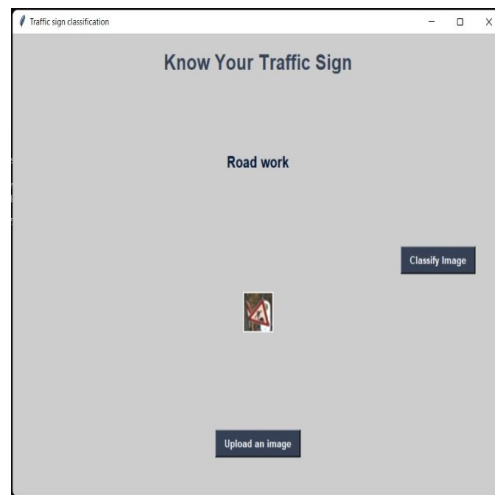 Traffic sign classification
Know Your Traffic Sign
Road work
Classify Image
Upload an image